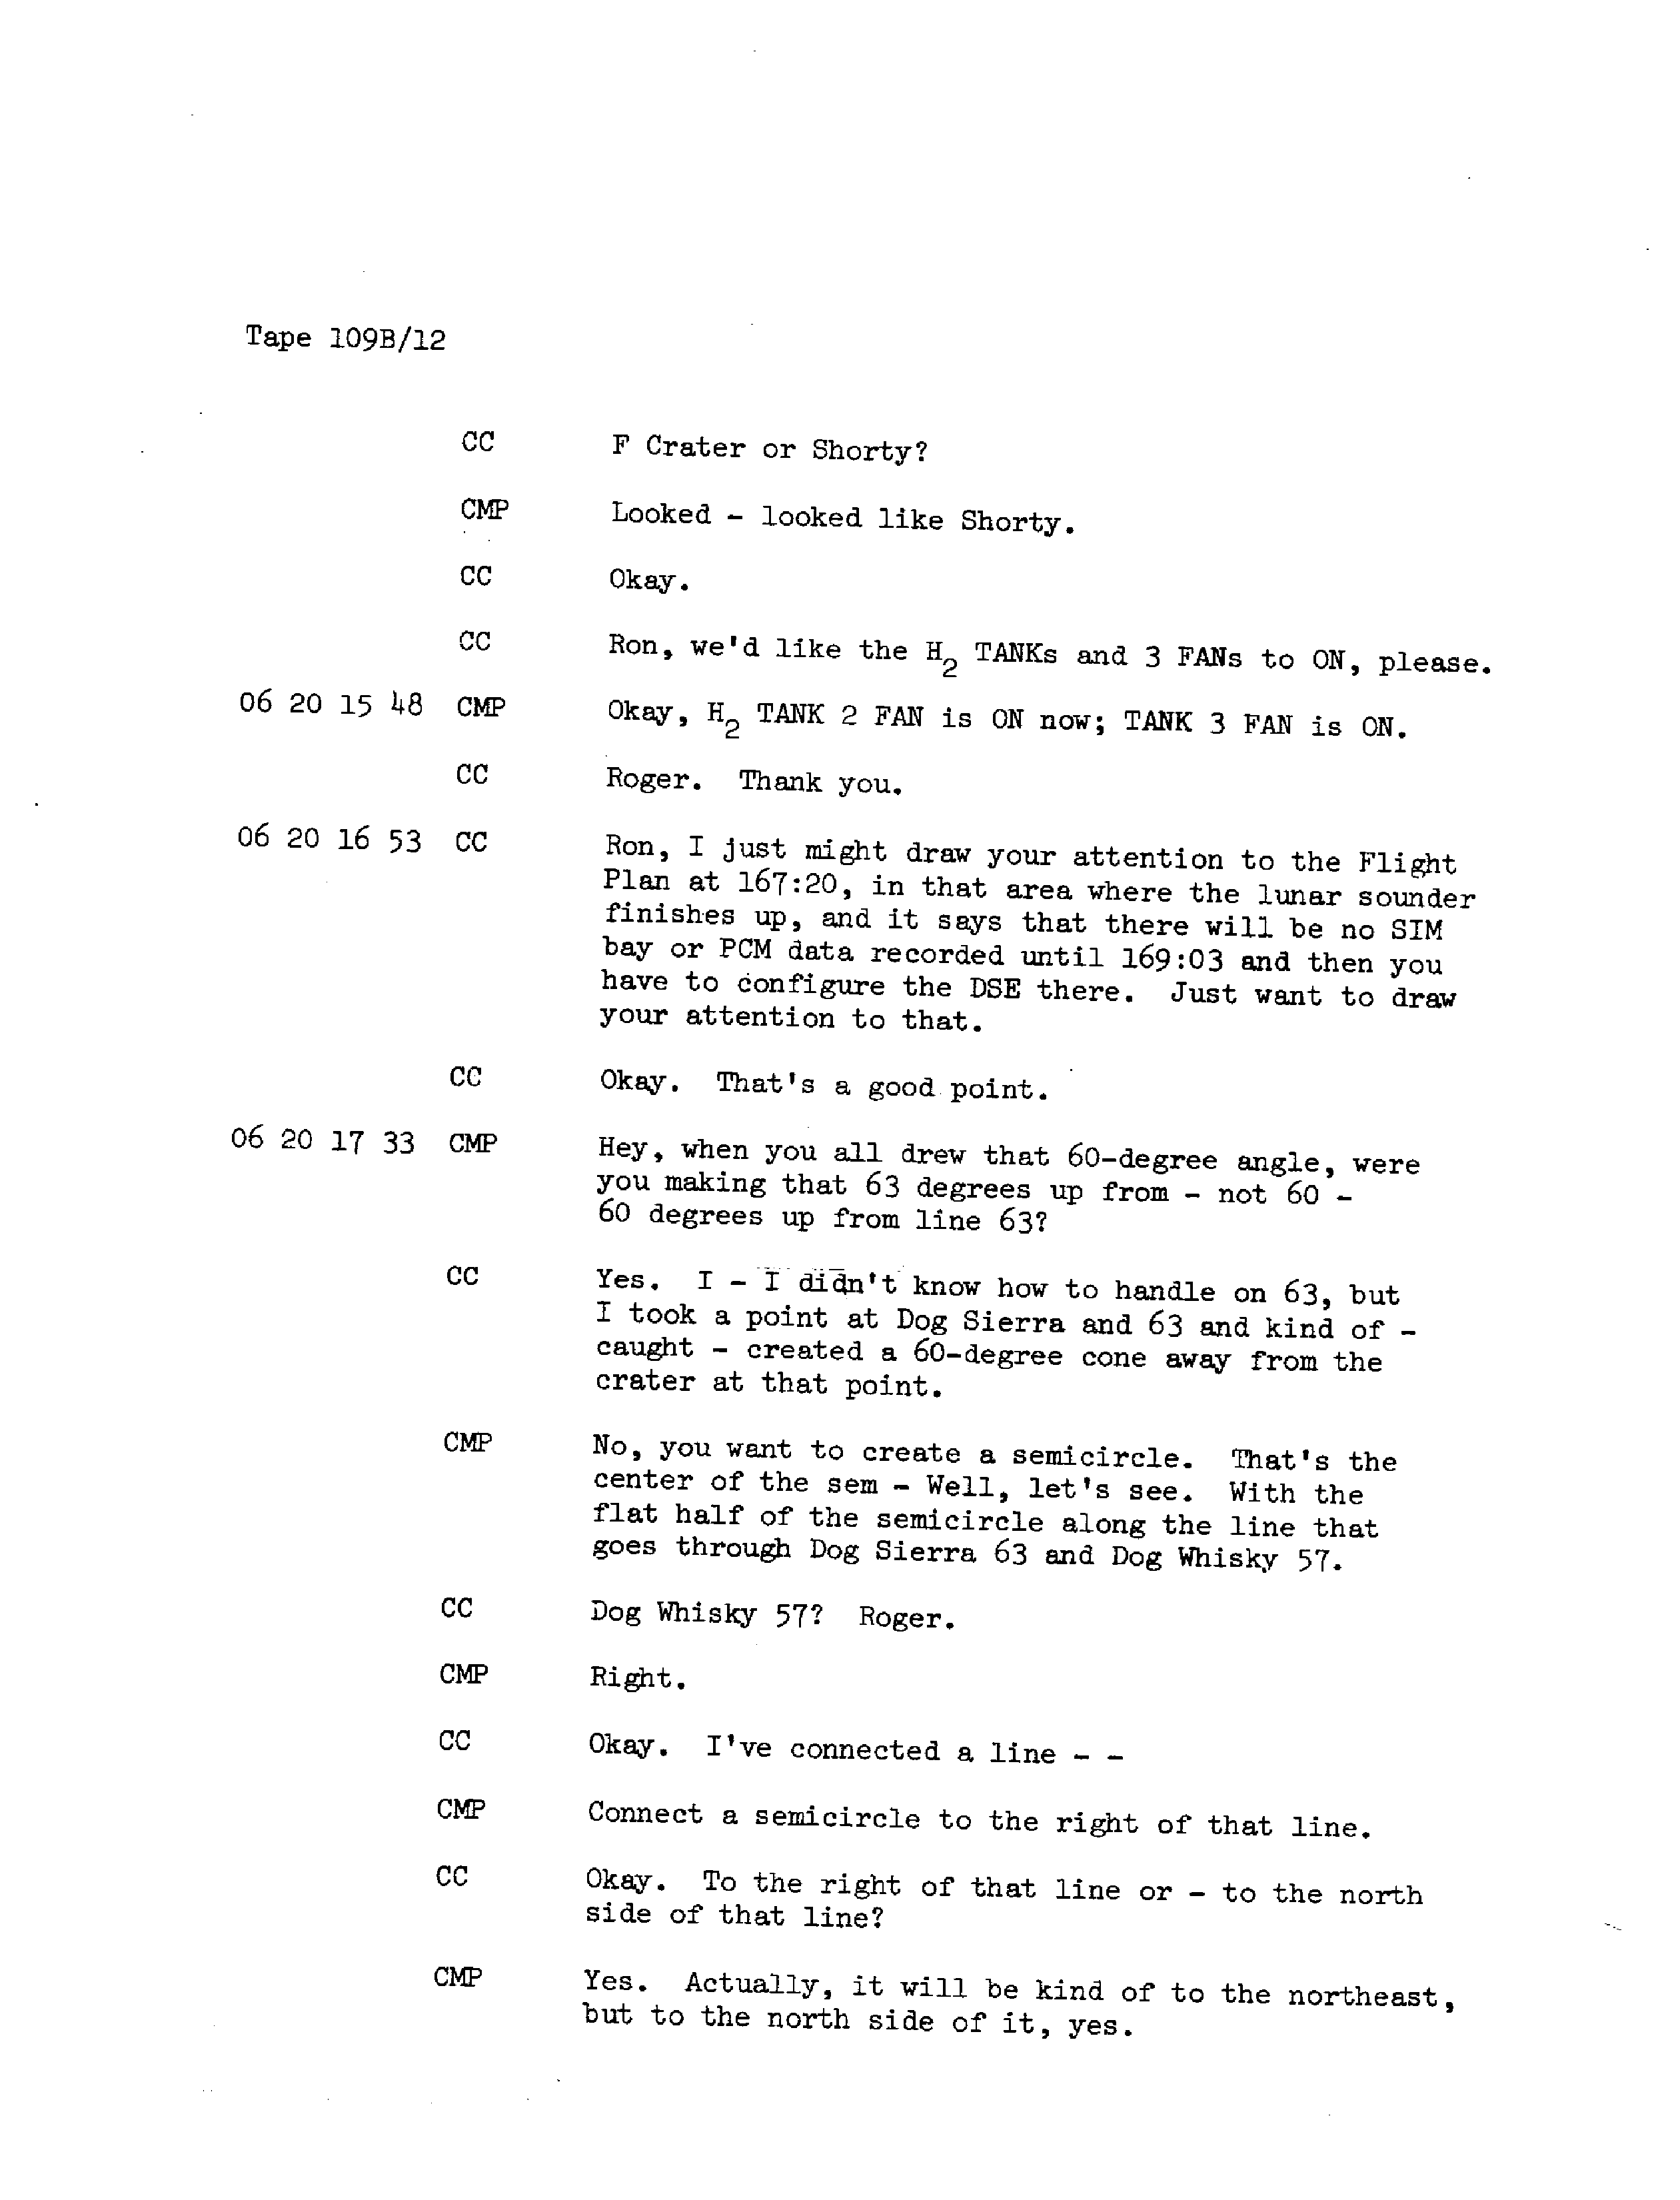 Tape 109B/12
CC F Crater or Shorty?
CMP Looked - looked like Shorty.
CC Okay.
CC Ron, we'd like the H2 TANKs and 3 FANs to ON, please.
06 20 15 48 CMP Okay, H2 TANK 2 FAN is ON now; TANK 3 FAN is ON.
CC Roger. Thank you.
06 20 16 53 CC Ron, I just might draw your attention to the Flight
Plan at 167:20, in that area where the lunar sounder
finishes up, and it says that there will be no SIM
bay or PCM data recorded until 169:03 and then you
have to configure the DSE there. Just want to draw
your attention to that.
CC Okay. That's a good point.
06 20 17 33 CMP Hey, when you all drew that 60-degree angle, were
you making that 63 degrees up from - not 60 -
60 degrees up from line 63?
CC Yes. I - I didn't know how to handle on 63, but
I took a point at Dog Sierra and 63 and kind of -
caught - created a 60-degree cone away from the
crater at that point.
CMP No, you want to create a semicircle. That's the
center of the sem - Well, let's see. With the
flat half of the semicircle along the line that
goes through Dog Sierra 63 and Dog Whisky 57.
CC Dog Whisky 57? Roger.
CMP Right.
CC Okay. I've connected a line - -
CMP Connect a semicircle to the right of that line.
CC Okay. To the right of that line or - to the north
side of that line?
CMP Yes. Actually, it will be kind of to the northeast,
but to the north side of it, yes.